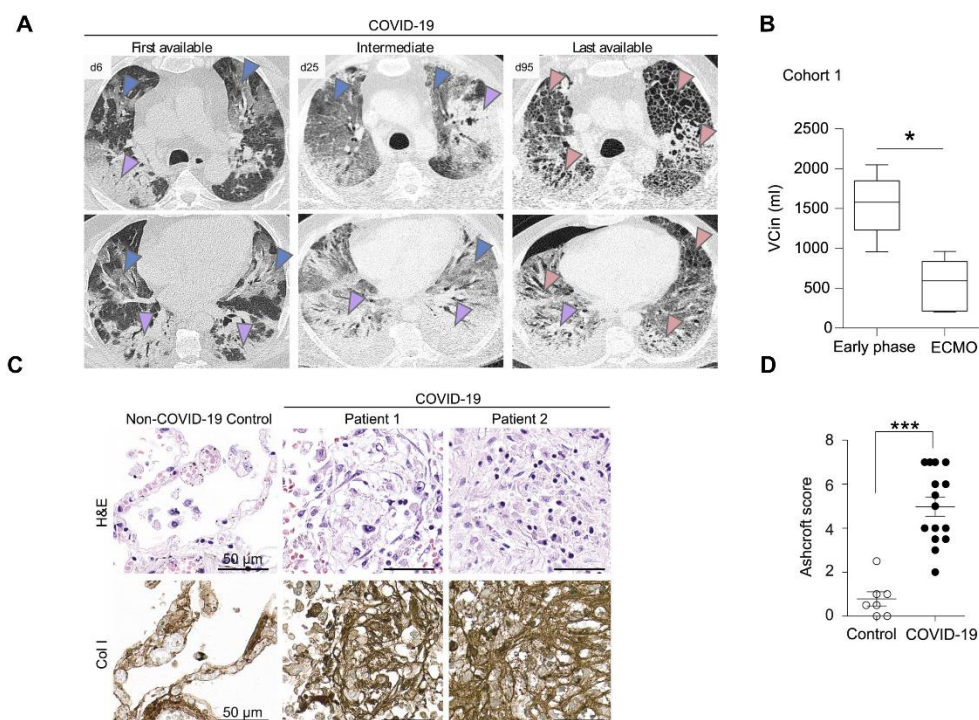 A
COVID-19
First available
Intermediate
Last available
d6
d25
d95
B
Cohort 1
*
VCin (ml)
2500
2000
1500
1000
500
0
Early phase
ECMO
C
COVID-19
Non-COVID-19 Control
Patient 1
Patient 2
H&E
50 µm
Col I
50 µm
D
***
Ashcroft score
8
6
4
2
0
Control
COVID-19